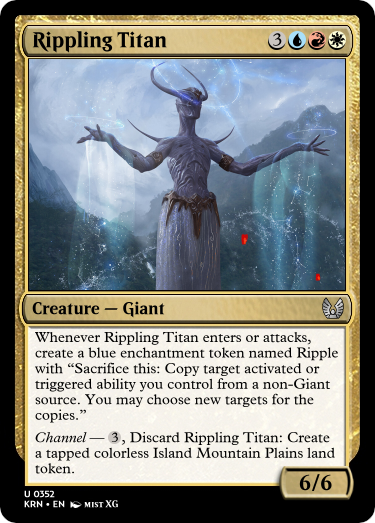 Rippling Titan 3
Creature — Giant
Whenever Rippling Titan enters or attacks,
create a blue enchantment token named Ripple
with “Sacrifice this: Copy target activated or
triggered ability you control from a non-Giant
source. You may choose new targets for the
copies.”
Channel — 3, Discard Rippling Titan: Create
a tapped colorless Island Mountain Plains land
token.
6/6
U 0352
KRN • EN MIST XG